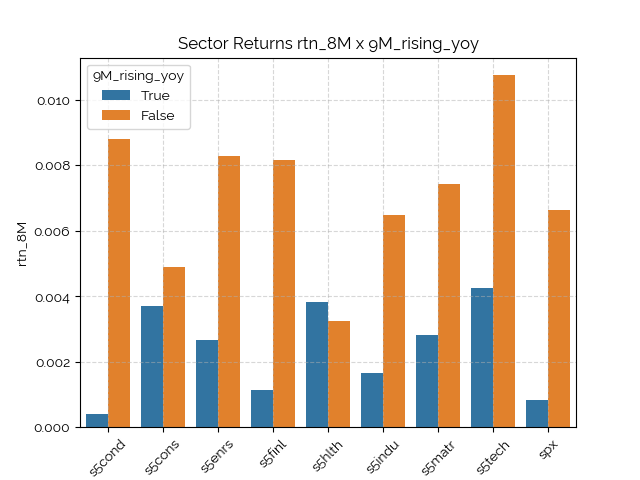 Sector Returns rtn_8M x 9M_rising_yoy
9M_rising_yoy
True
False
rtn_8M
0.010
0.008
0.006
0.004
0.002
0.000
s5cond
s5cons
s5enrs
s5finl
s5hlth
s5indu
s5matr
s5tech
spx